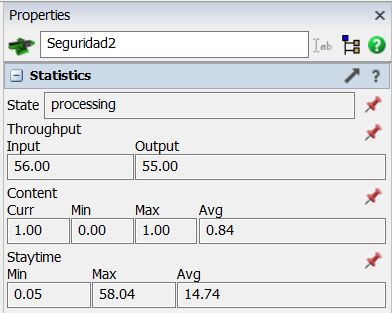 Properties
Seguridad2
ab
Statistics
?
State processing
Throughput
Input Output
56.00 55.00
Content
Curr Min Max Avg
1.00 0.00 1.00 0.84
Staytime
Min Max Avg
0.05 58.04 14.74